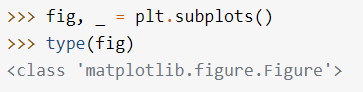 >>> fig, _ = plt.subplots()
>>> type(fig)
<class 'matplotlib.figure.Figure'>